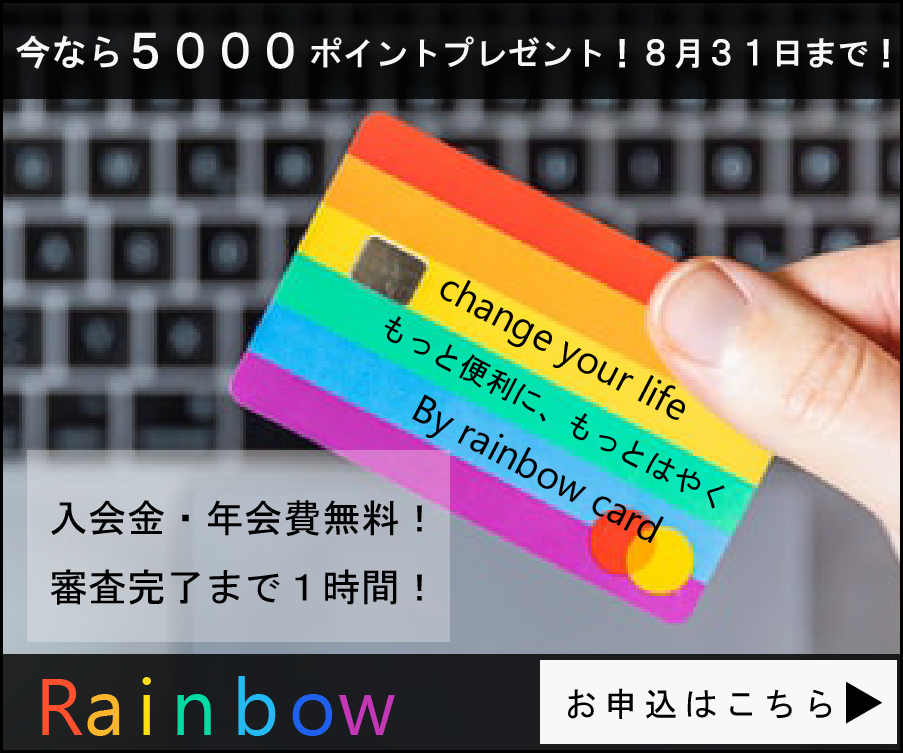 今なら５０００ポイントプレゼント！８月３１日まで！
change your life
もっと便利に、もっとはやく
By rainbow card
入会金・年会費無料！
審査完了まで１時間！
Rainbow
お申込はこちら▶